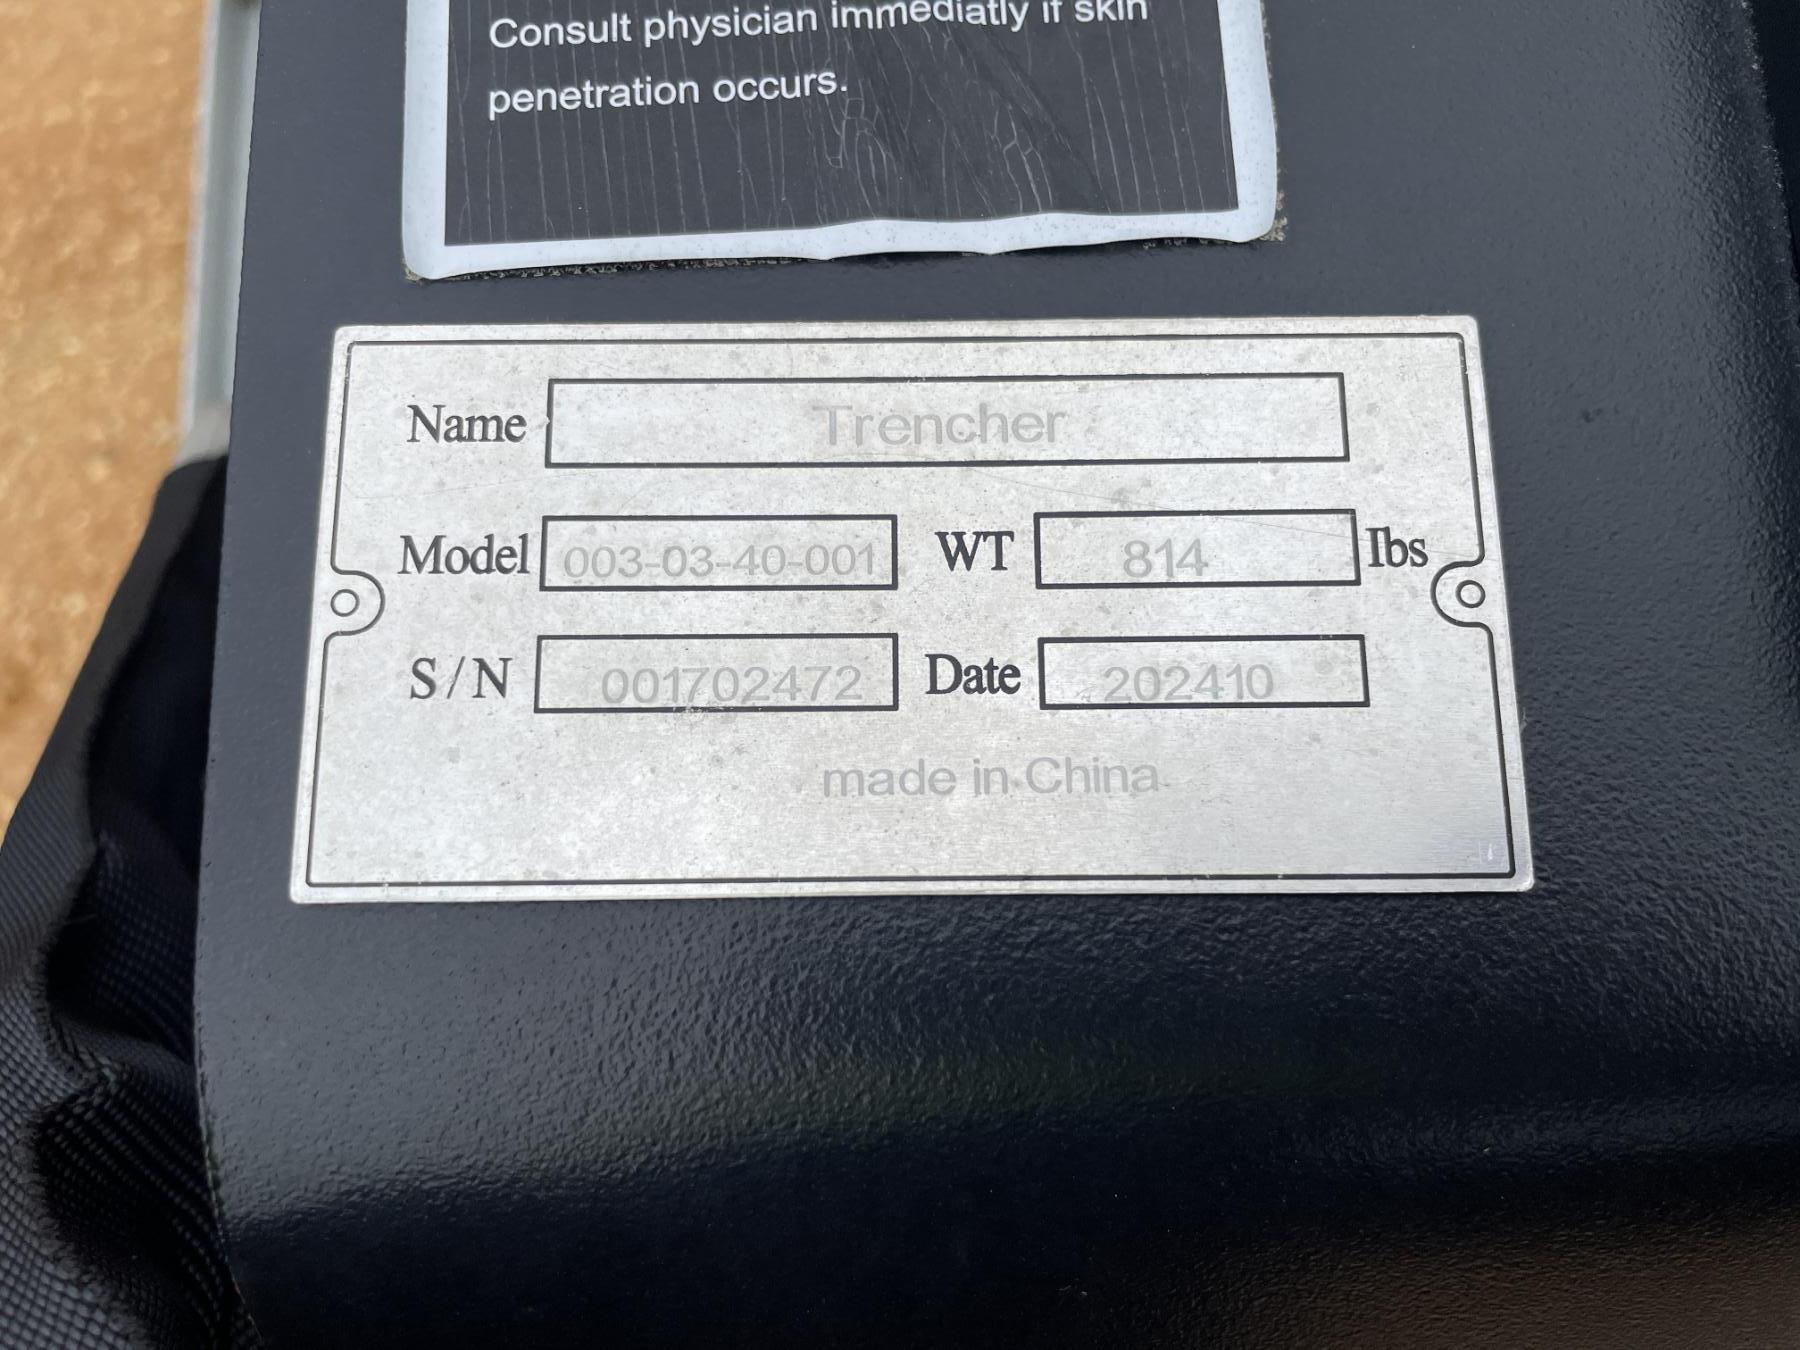 Consult physician immediatly if skin
penetration occurs.
Name Trencher
Model 003-03-40-001 WT 814 Ibs
S/N 001702472 Date 202410
made in China